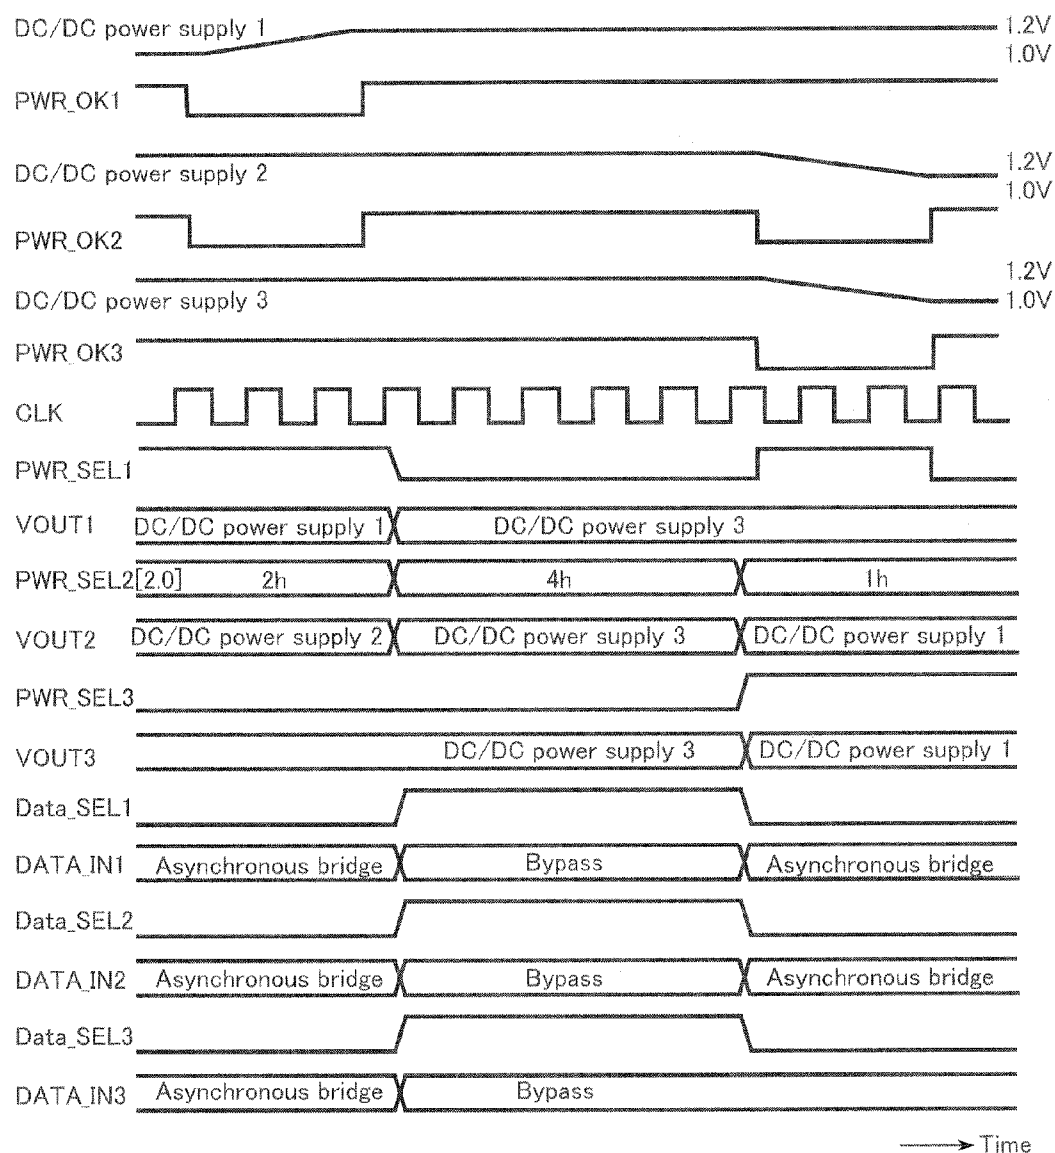 DC/DC power supply 1
1.2V
1.0V
PWR_OK1
DC/DC power supply 2
1.2V
1.0V
PWR_OK2
DC/DC power supply 3
1.2V
1.0V
PWR_OK3
CLK
PWR_SEL1
VOUT1 DC/DC power supply 1 DC/DC power supply 3
PWR_SEL2[2.0] 2h 4h 1h
VOUT2 DC/DC power supply 2 DC/DC power supply 3 DC/DC power supply 1
PWR_SEL3
VOUT3 DC/DC power supply 3 DC/DC power supply 1
Data_SEL1
DATA_IN1 Asynchronous bridge Bypass Asynchronous bridge
Data_SEL2
DATA_IN2 Asynchronous bridge Bypass Asynchronous bridge
Data_SEL3
DATA_IN3 Asynchronous bridge Bypass
Time